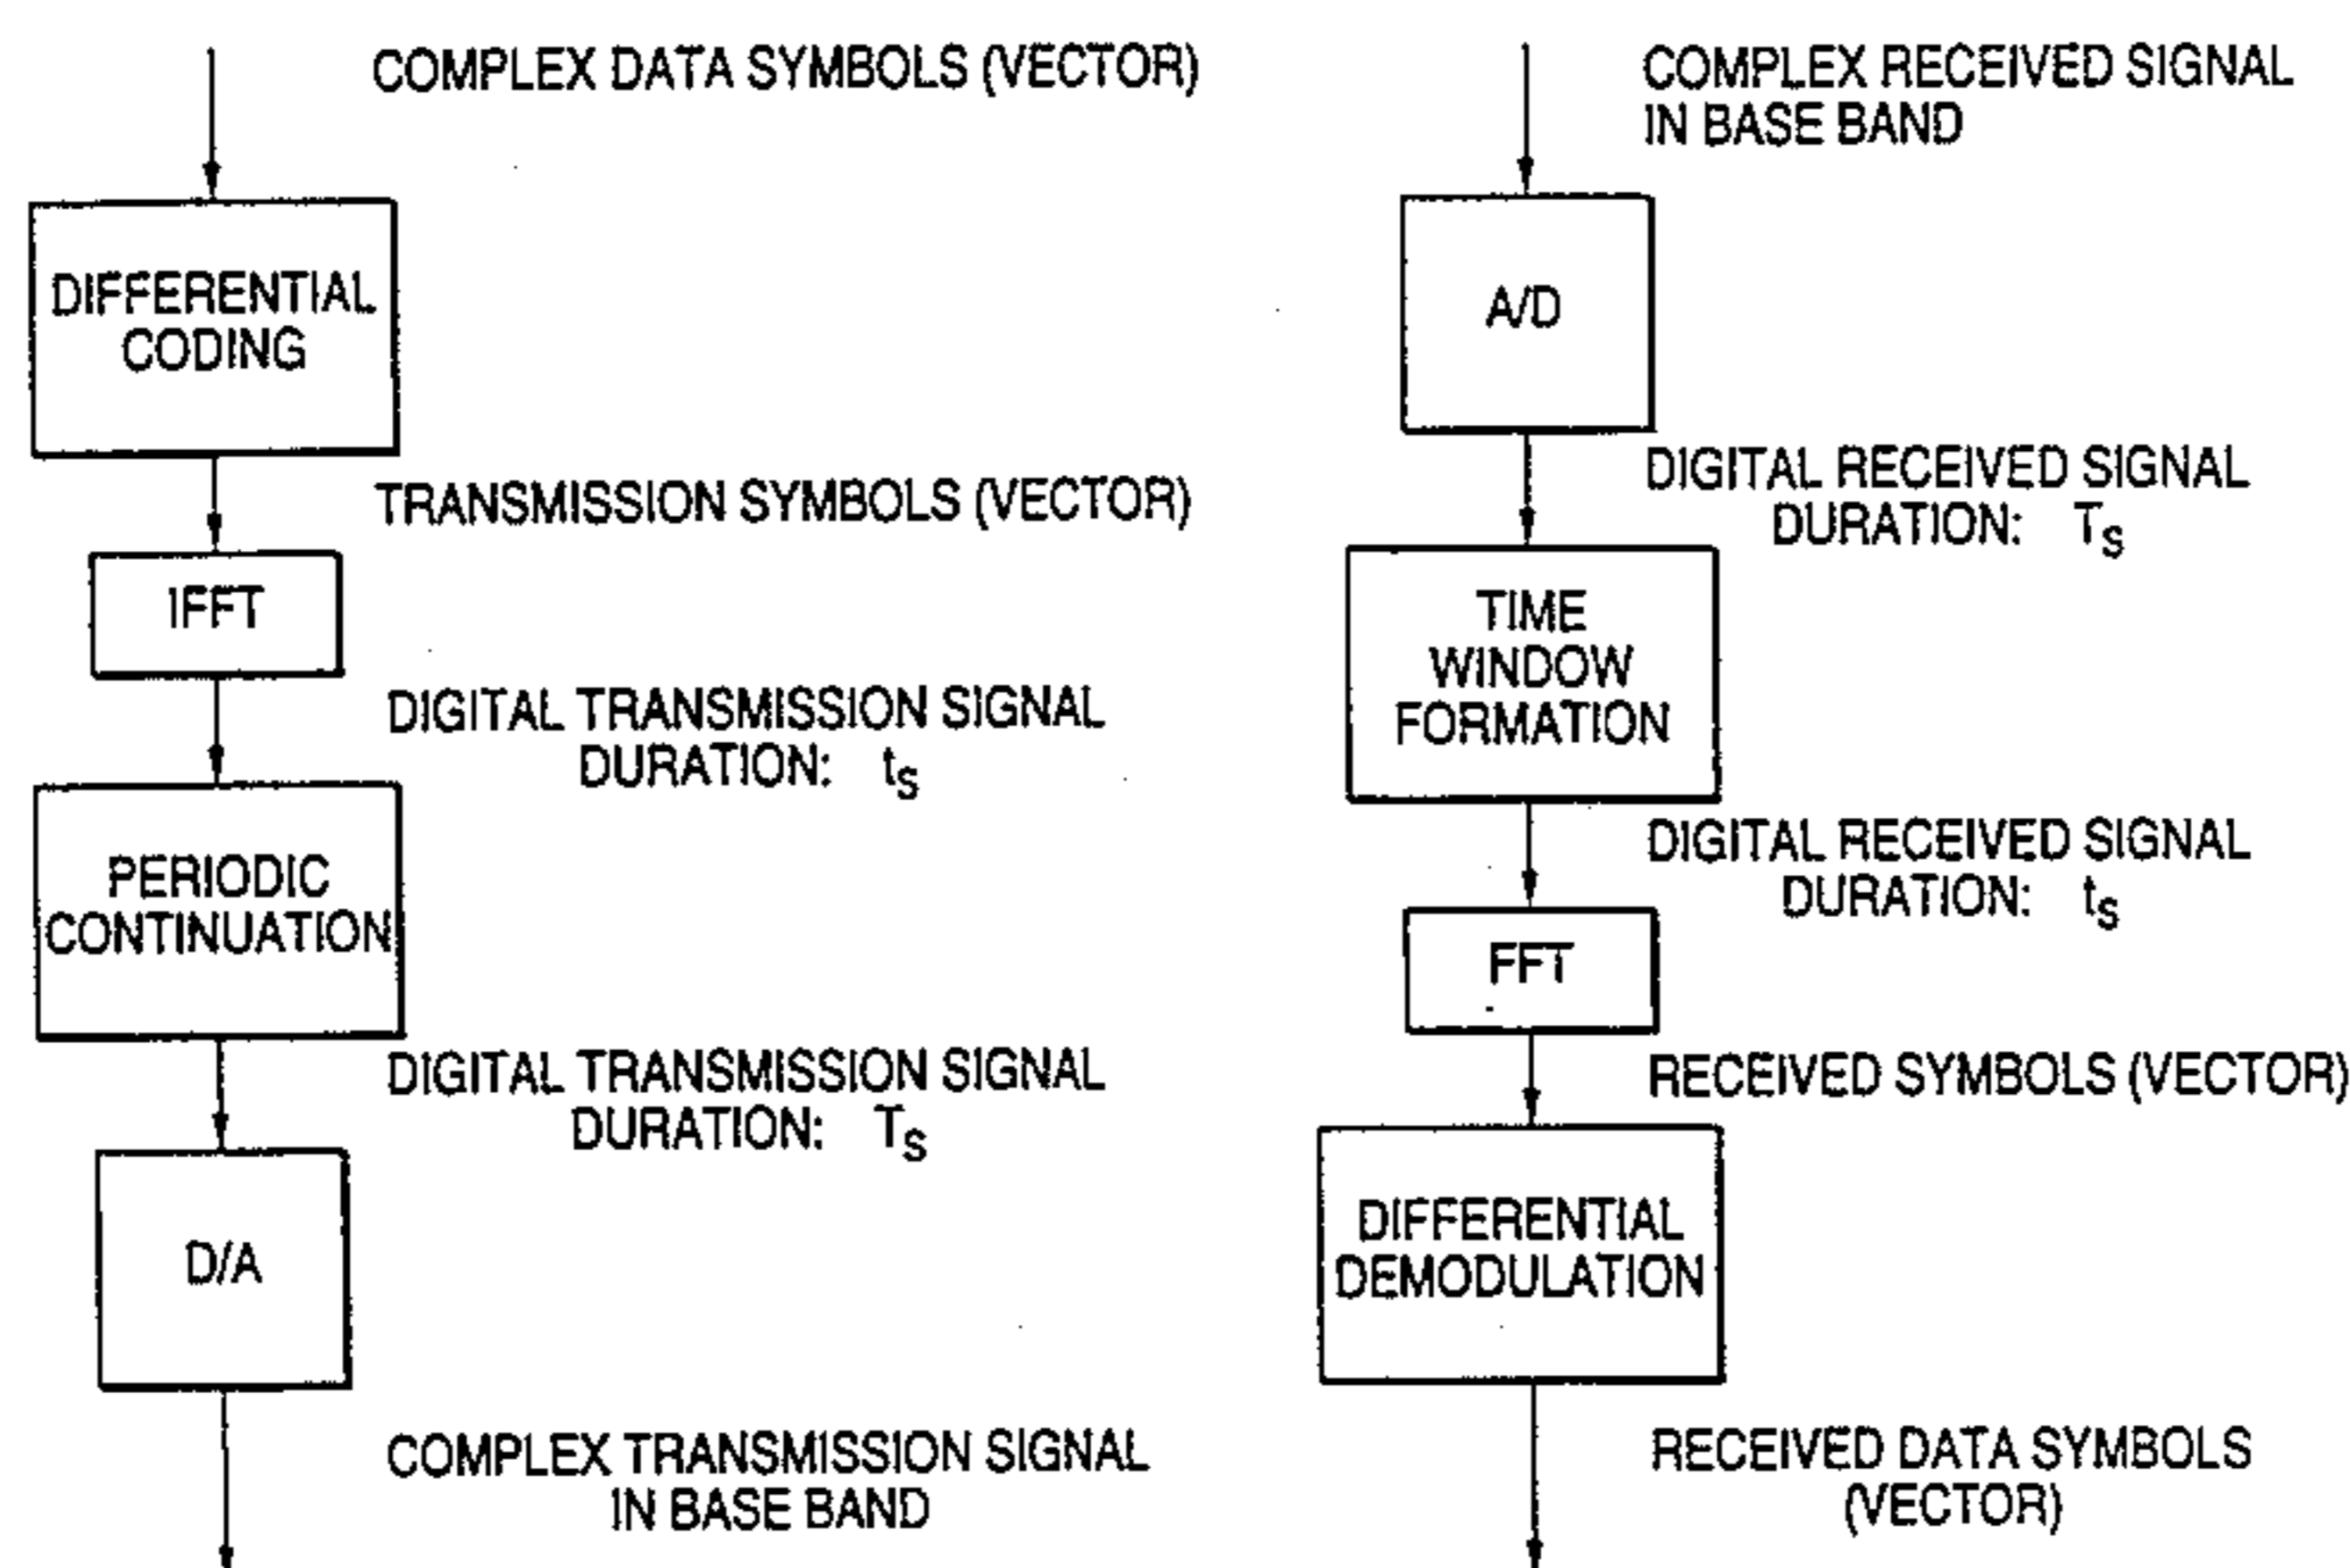 COMPLEX DATA SYMBOLS (VECTOR)
DIFFERENTIAL
CODING
TRANSMISSION SYMBOLS (VECTOR)
IFFT
DIGITAL TRANSMISSION SIGNAL
DURATION: tS
PERIODIC
CONTINUATION
DIGITAL TRANSMISSION SIGNAL
DURATION: TS
D/A
COMPLEX TRANSMISSION SIGNAL
IN BASE BAND
COMPLEX RECEIVED SIGNAL
IN BASE BAND
A/D
DIGITAL RECEIVED SIGNAL
DURATION: TS
TIME
WINDOW
FORMATION
DIGITAL RECEIVED SIGNAL
DURATION: tS
FFT
RECEIVED SYMBOLS (VECTOR)
DIFFERENTIAL
DEMODULATION
RECEIVED DATA SYMBOLS
(VECTOR)